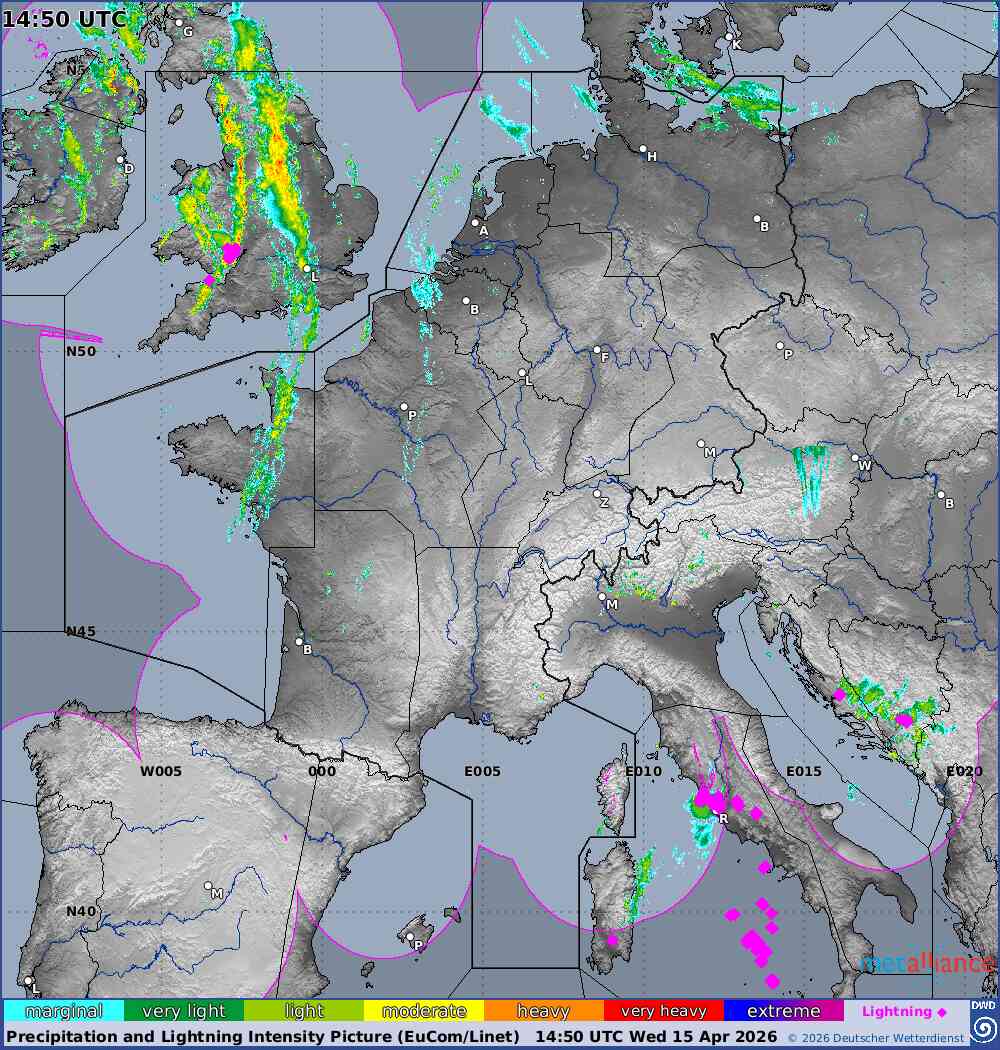 14:50 UTC
G
K
N5
D
H
A
B
L
B
N50
F
P
L
P
M
W
Z
B
M
N45
B
W005
000
E005
E010
E015
E020
R
M
N40
P
metalliance
L
marginal very light light moderate heavy very heavy extreme Lightning
DWD
Precipitation and Lightning Intensity Picture (EuCom/Linet) 14:50 UTC Wed 15 Apr 2026 © 2026 Deutscher Wetterdienst